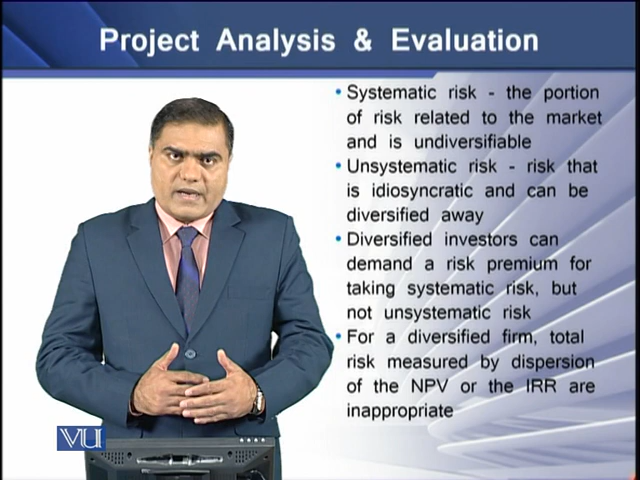 Project Analysis & Evaluation
• Systematic risk - the portion
of risk related to the market
and is undiversifiable
• Unsystematic risk - risk that
is idiosyncratic and can be
diversified away
• Diversified investors can
demand a risk premium for
taking systematic risk, but
not unsystematic risk
• For a diversified firm, total
risk measured by dispersion
of the NPV or the IRR are
inappropriate
VU